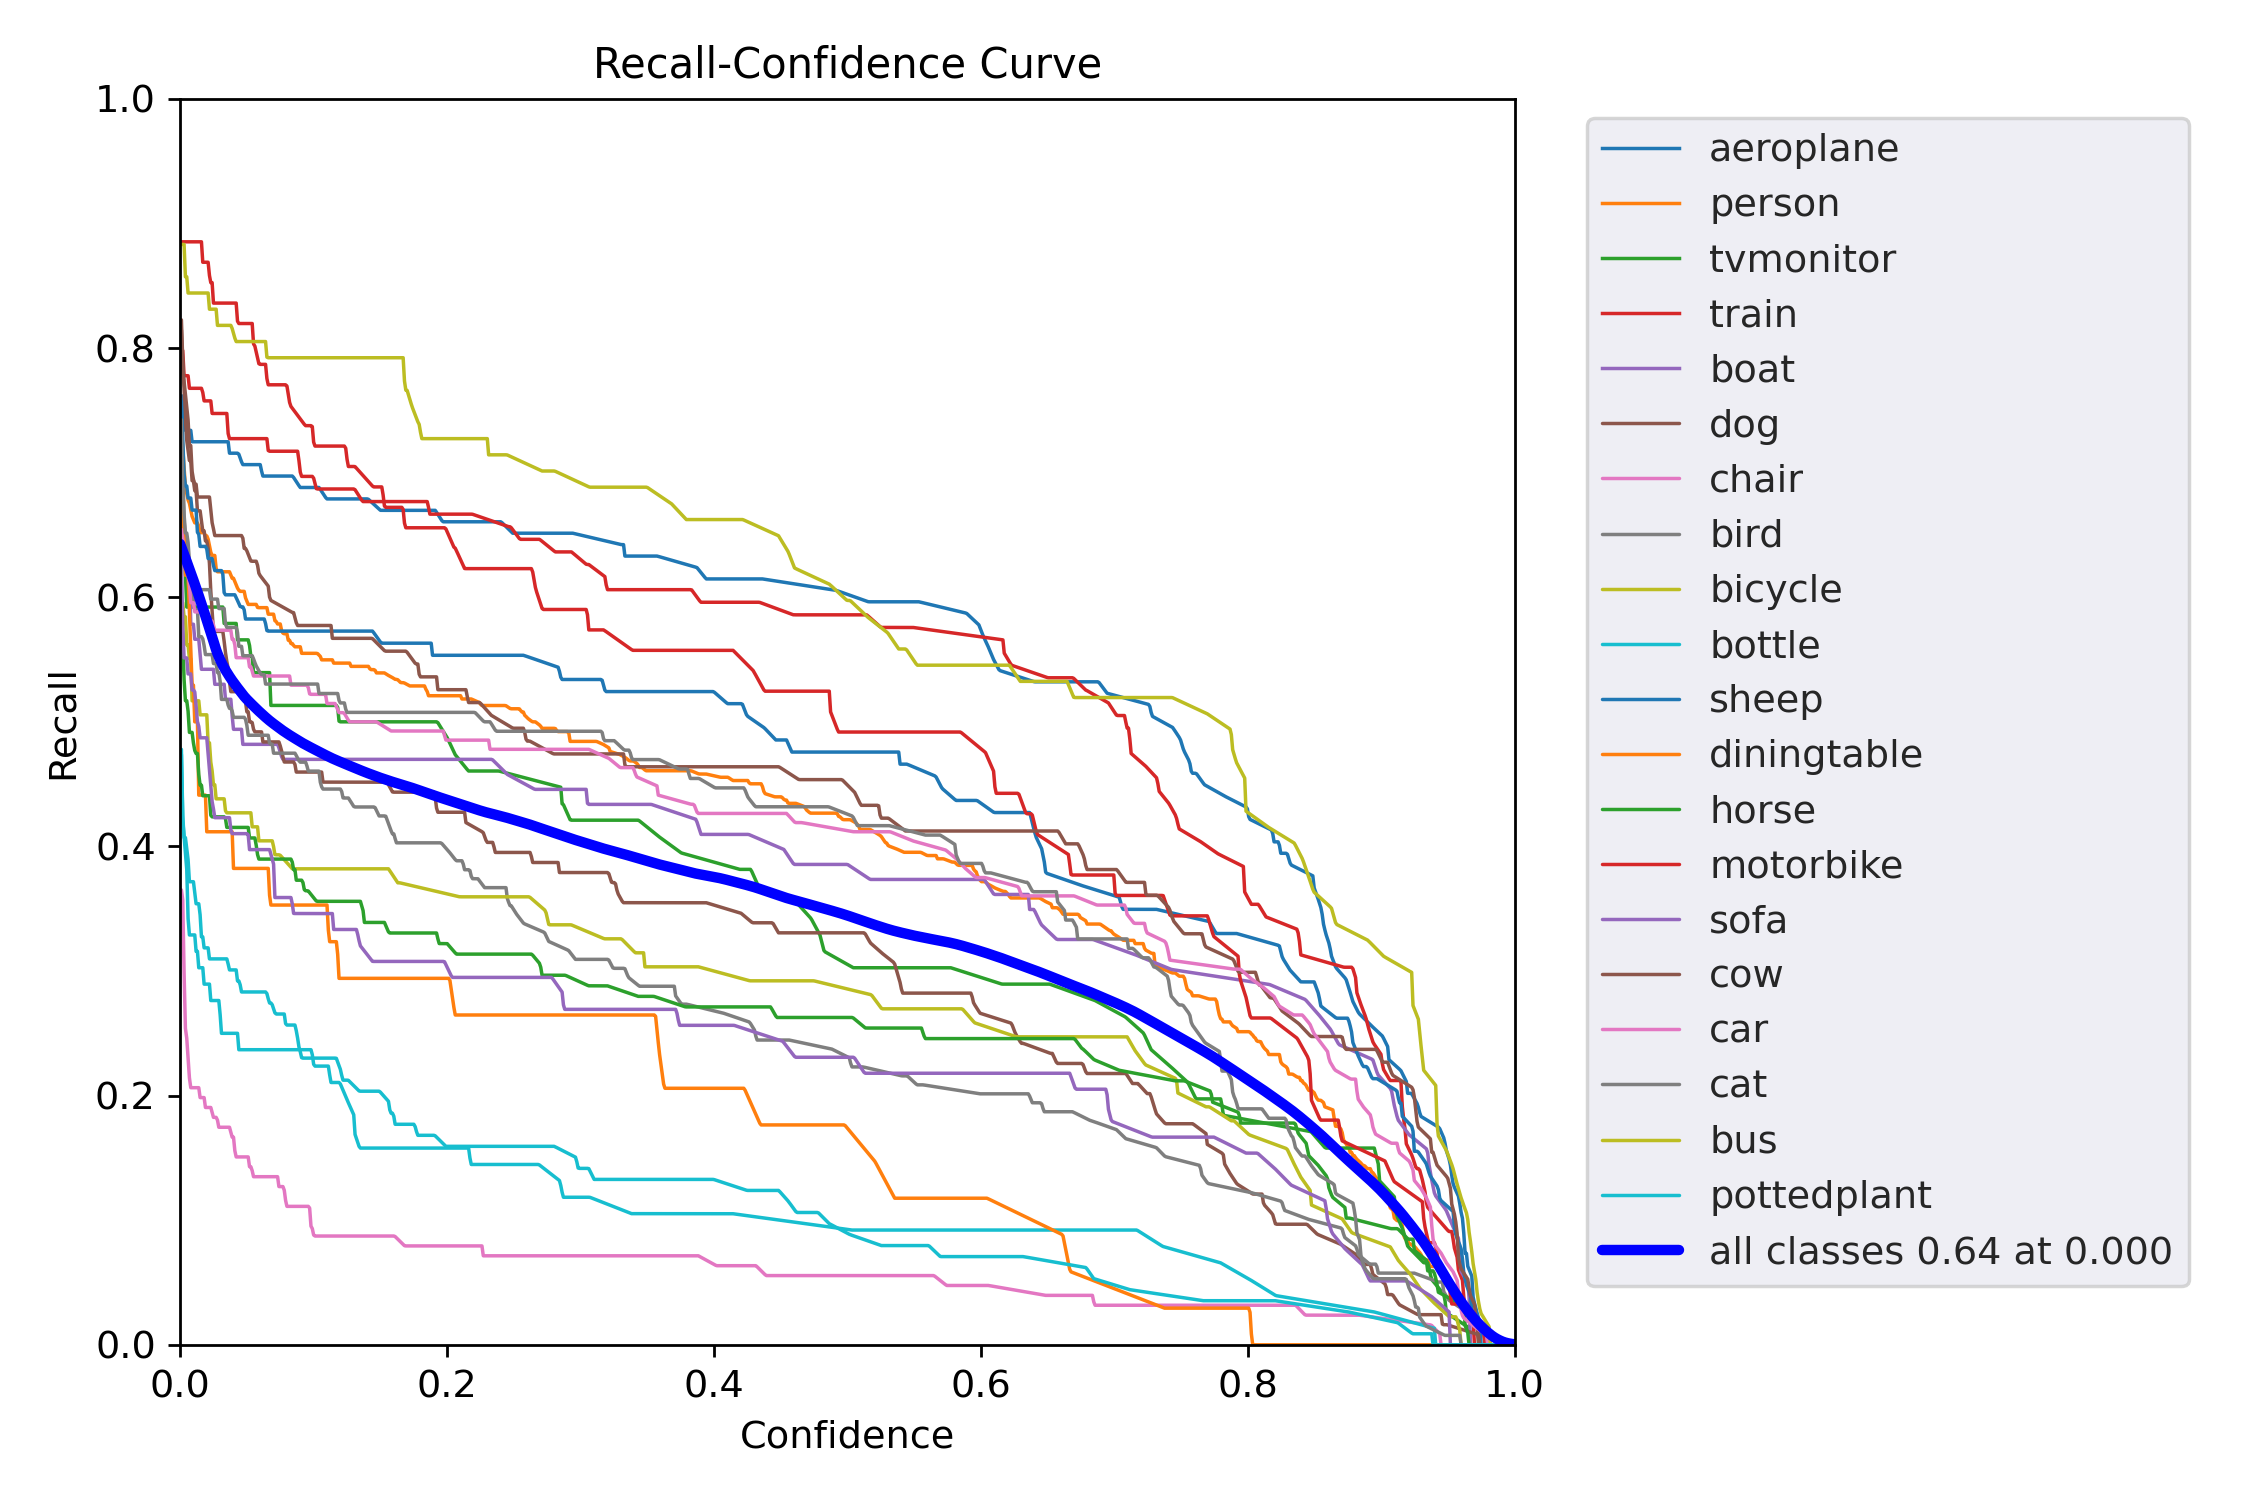 Recall-Confidence Curve
1.0
0.8
0.6
0.4
0.2
0.0
Recall
0.0 0.2 0.4 0.6 0.8 1.0
Confidence
aeroplane
person
tvmonitor
train
boat
dog
chair
bird
bicycle
bottle
sheep
diningtable
horse
motorbike
sofa
cow
car
cat
bus
pottedplant
all classes 0.64 at 0.000